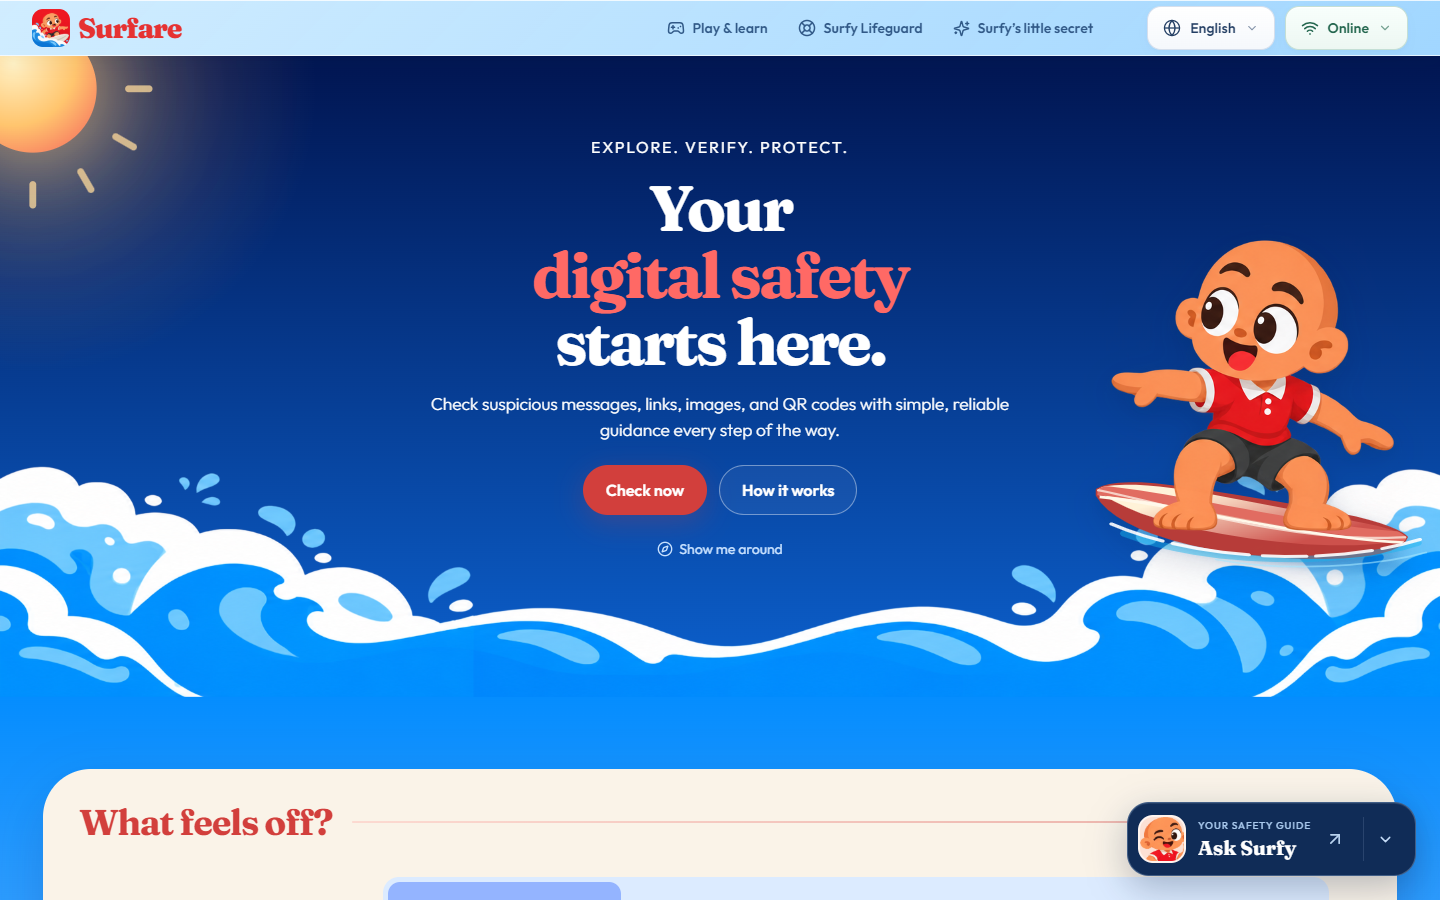 Surfare
Play & learn
Surfy Lifeguard
Surfy's little secret
English
Online
EXPLORE. VERIFY. PROTECT.
Your
digital safety
starts here.
Check suspicious messages, links, images, and QR codes with simple, reliable
guidance every step of the way.
Check now
How it works
Show me around
What feels off?
YOUR SAFETY GUIDE
Ask Surfy